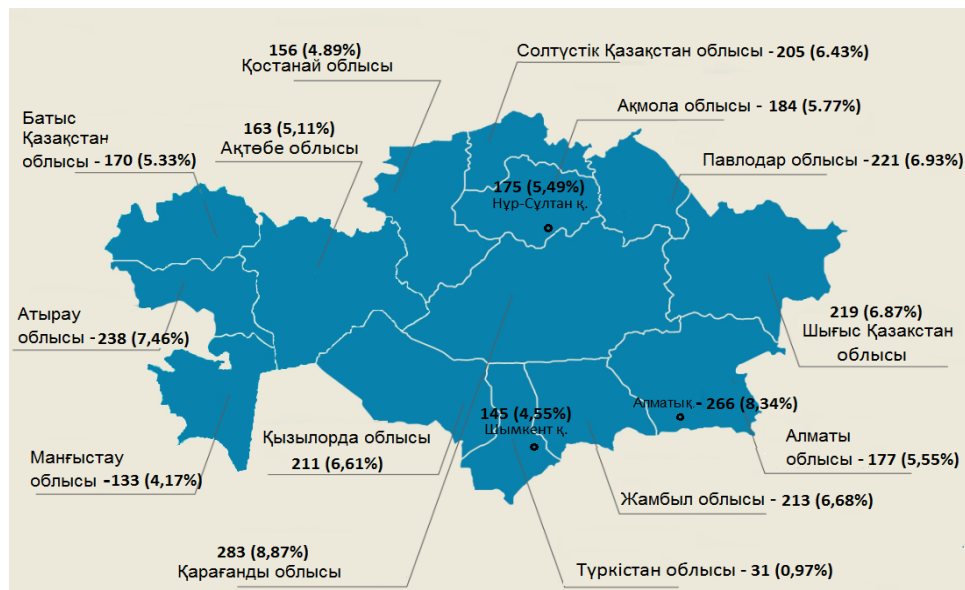 156 (4.89%)
Қостанай облысы
Солтүстік Қазақстан облысы - 205 (6.43%)
Батыс
Қазақстан
облысы - 170 (5.33%)
163 (5,11%)
Ақтөбе облысы
Ақмола облысы - 184 (5.77%)
Павлодар облысы - 221 (6.93%)
175 (5,49%)
Нұр-Сұлтан қ.
Атырау
облысы - 238 (7,46%)
219 (6.87%)
Шығыс Қазакстан
облысы
145 (4,55%)
Шымкент қ.
Алматық. - 266 (8,34%)
Қызылорда облысы
211 (6,61%)
Алматы
облысы - 177 (5,55%)
Манғыстау
облысы -133 (4,17%)
Жамбыл облысы - 213 (6,68%)
283 (8,87%)
Қарағанды облысы
Түркістан облысы - 31 (0,97%)